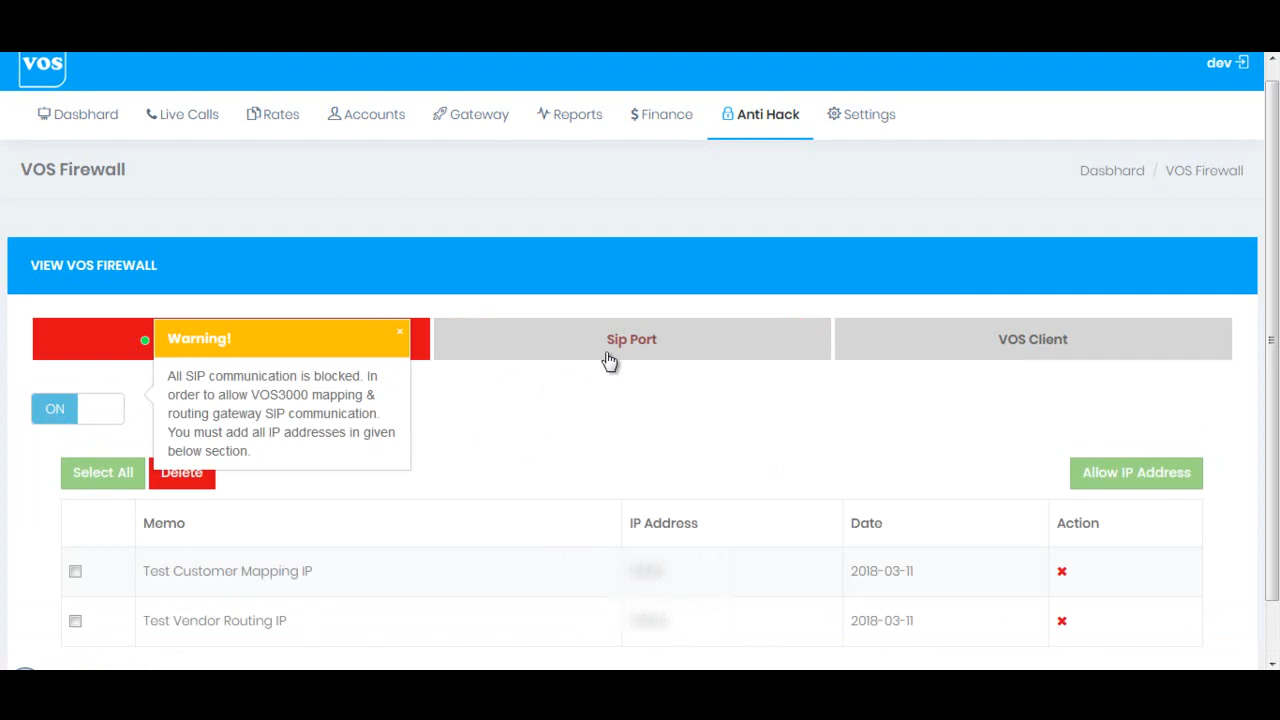 VOS
dev
Dasbhard Live Calls Rates Accounts Gateway Reports Finance Anti Hack Settings
VOS Firewall
Dasbhard / VOS Firewall
VIEW VOS FIREWALL
Warning! ×
Sip Port
VOS Client
All SIP communication is blocked. In
order to allow VOS3000 mapping &
routing gateway SIP communication.
You must add all IP addresses in given
below section.
ON
Select All
Delete
Allow IP Address
Memo IP Address Date Action
Test Customer Mapping IP 2018-03-11
Test Vendor Routing IP 2018-03-11